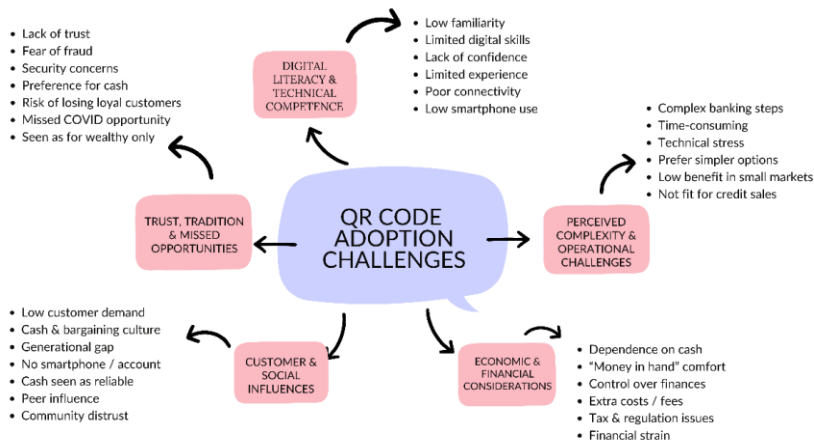 QR CODE
ADOPTION
CHALLENGES
DIGITAL
LITERACY &
TECHNICAL
COMPETENCE
• Low familiarity
• Limited digital skills
• Lack of confidence
• Limited experience
• Poor connectivity
• Low smartphone use
PERCEIVED
COMPLEXITY &
OPERATIONAL
CHALLENGES
• Complex banking steps
• Time-consuming
• Technical stress
• Prefer simpler options
• Low benefit in small markets
• Not fit for credit sales
ECONOMIC &
FINANCIAL
CONSIDERATIONS
• Dependence on cash
• “Money in hand” comfort
• Control over finances
• Extra costs / fees
• Tax & regulation issues
• Financial strain
CUSTOMER &
SOCIAL
INFLUENCES
• Low customer demand
• Cash & bargaining culture
• Generational gap
• No smartphone / account
• Cash seen as reliable
• Peer influence
• Community distrust
TRUST, TRADITION
& MISSED
OPPORTUNITIES
• Lack of trust
• Fear of fraud
• Security concerns
• Preference for cash
• Risk of losing loyal customers
• Missed COVID opportunity
• Seen as for wealthy only